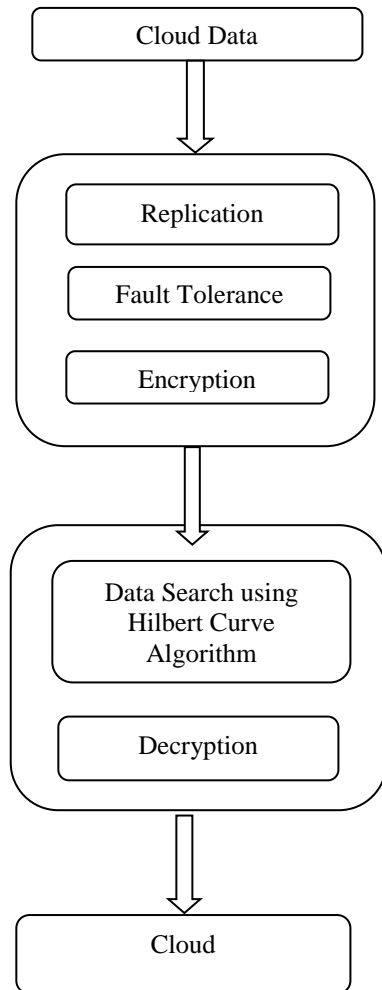 Cloud Data
Replication
Fault Tolerance
Encryption
Data Search using
Hilbert Curve
Algorithm
Decryption
Cloud